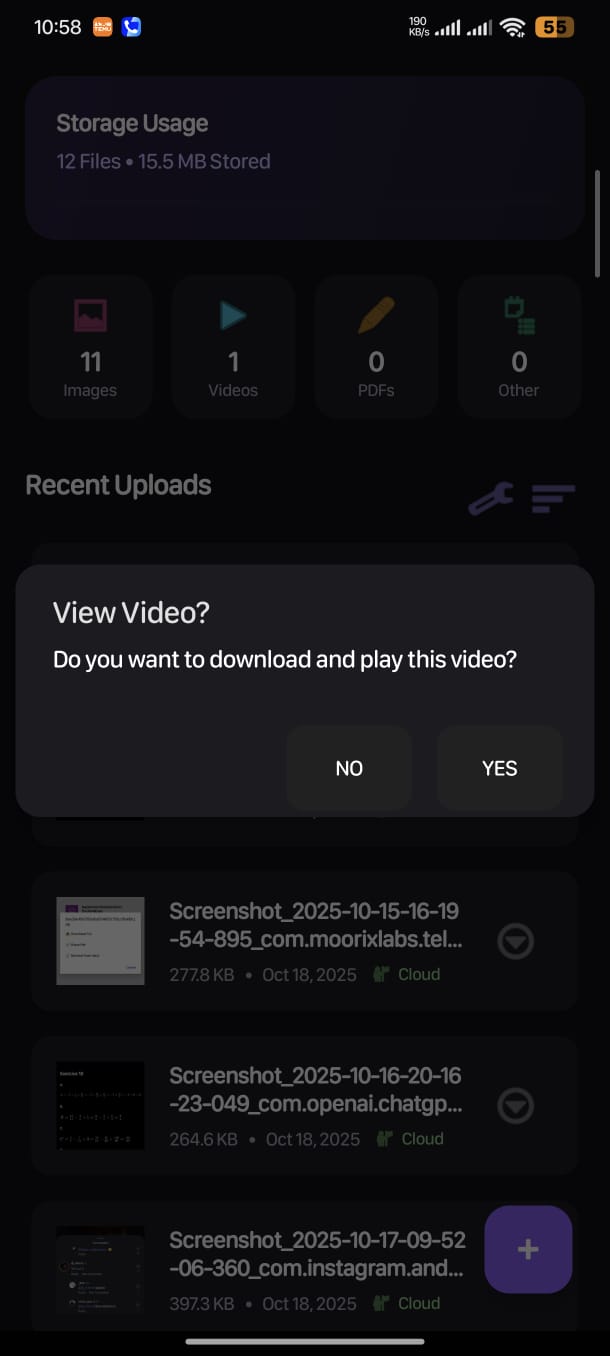 10:58
190
KB/s
55
Storage Usage
12 Files • 15.5 MB Stored
11
Images
1
Videos
0
PDFs
0
Other
Recent Uploads
View Video?
Do you want to download and play this video?
NO
YES
Screenshot_2025-10-15-16-19
-54-895_com.moorixlabs.tel...
277.8 KB • Oct 18, 2025 Cloud
Screenshot_2025-10-16-20-16
-23-049_com.openai.chatgp...
264.6 KB • Oct 18, 2025 Cloud
Screenshot_2025-10-17-09-52
-06-360_com.instagram.and...
397.3 KB • Oct 18, 2025 Cloud